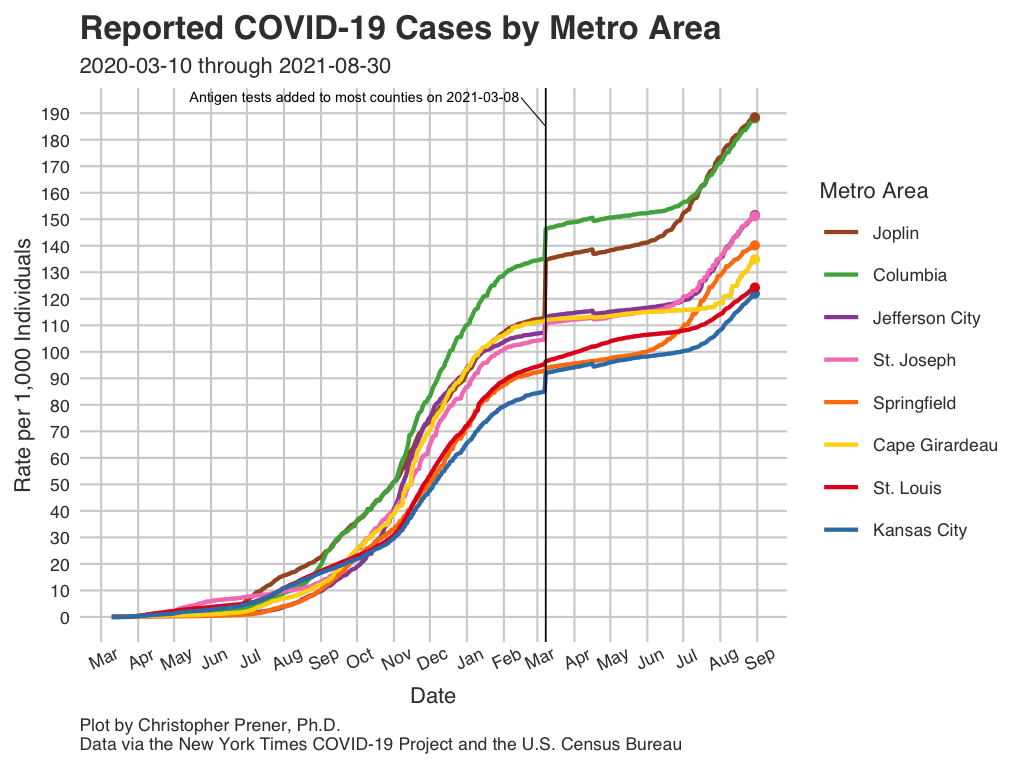 Reported COVID-19 Cases by Metro Area
2020-03-10 through 2021-08-30
Antigen tests added to most counties on 2021-03-08
190
180
170
160
150
140
130
120
110
100
90
80
70
60
50
40
30
20
10
0
Rate per 1,000 Individuals
Mar Apr May Jun Jul Aug Sep Oct Nov Dec Jan Feb Mar Apr May Jun Jul Aug Sep
Date
Metro Area
Joplin
Columbia
Jefferson City
St. Joseph
Springfield
Cape Girardeau
St. Louis
Kansas City
Plot by Christopher Prener, Ph.D.
Data via the New York Times COVID-19 Project and the U.S. Census Bureau